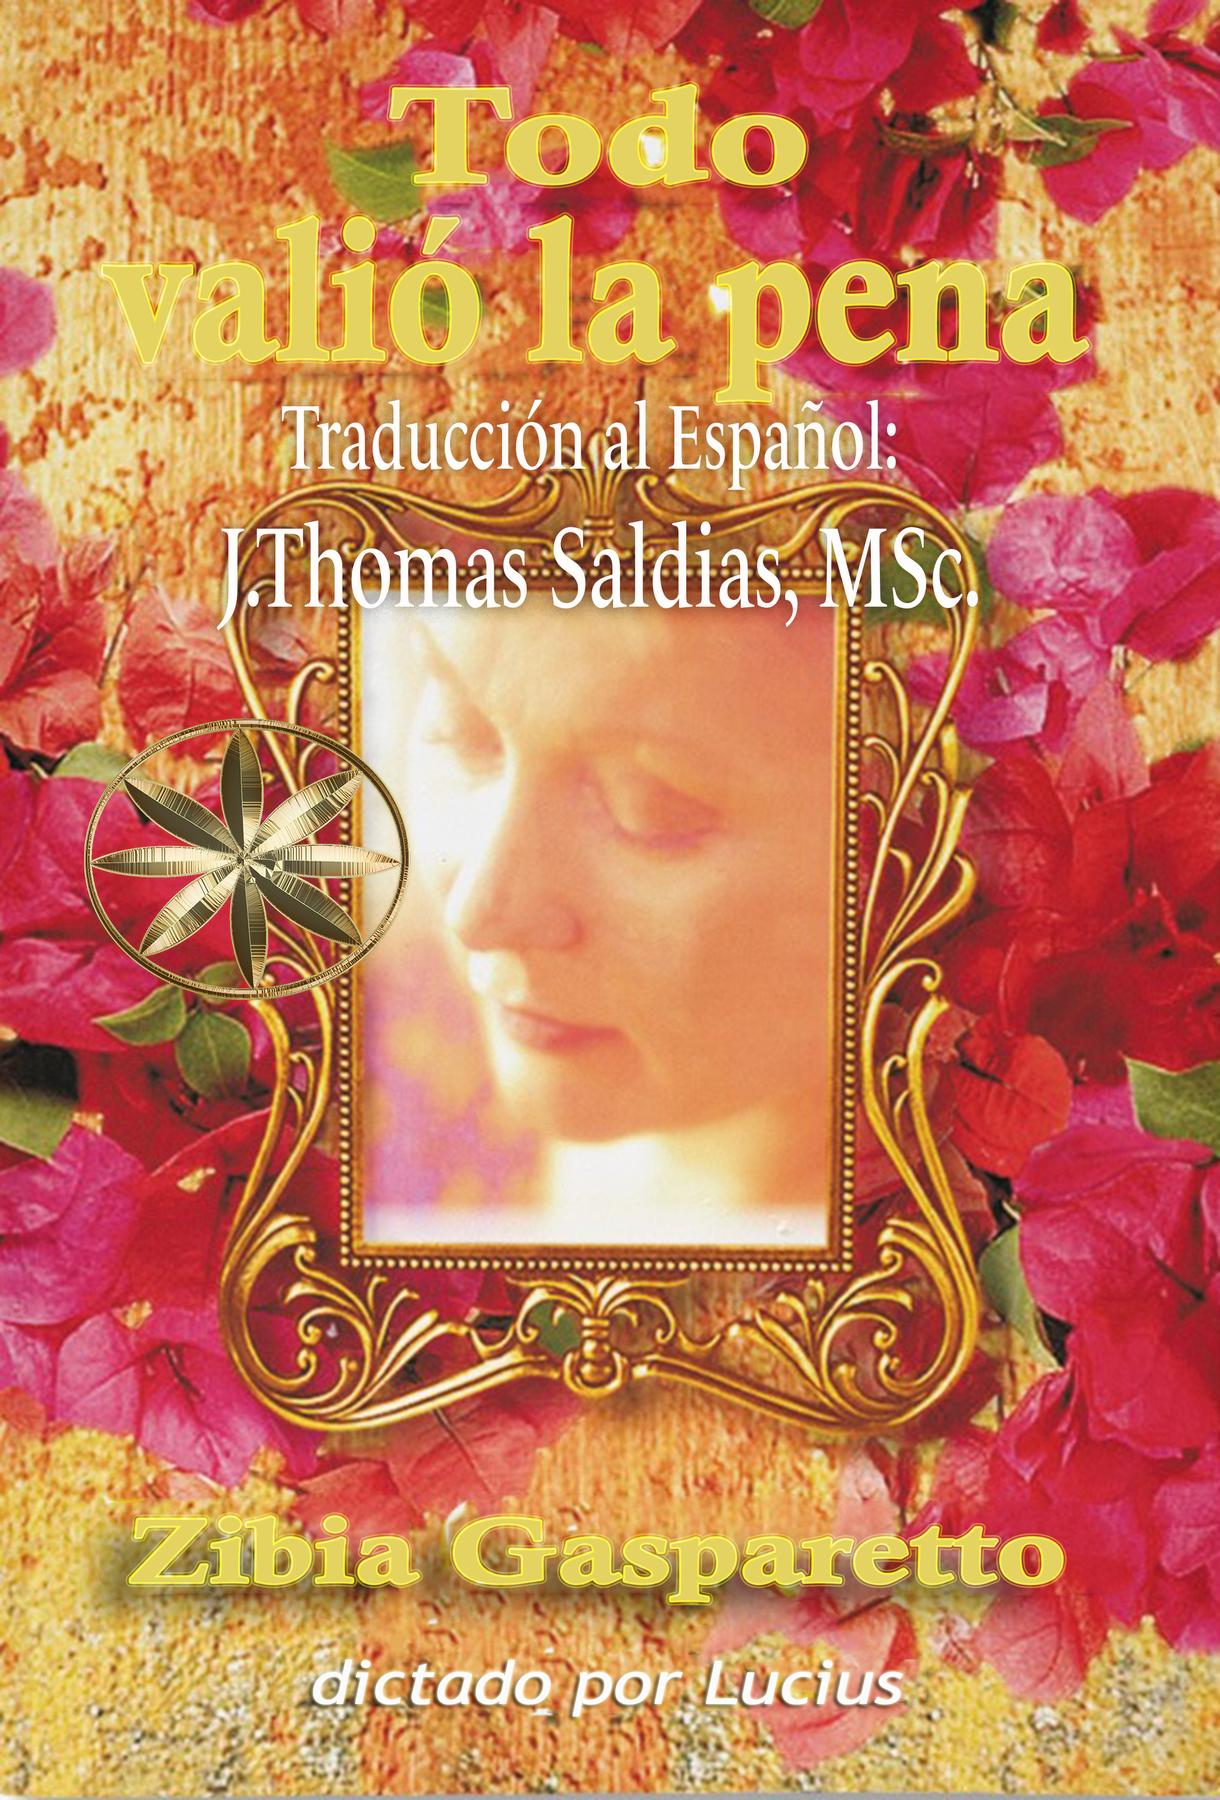 Todo
valió la pena
Traducción al Español:
J.Thomas Saldias, MSc.
Zibia Gasparetto
dictado por Lucius